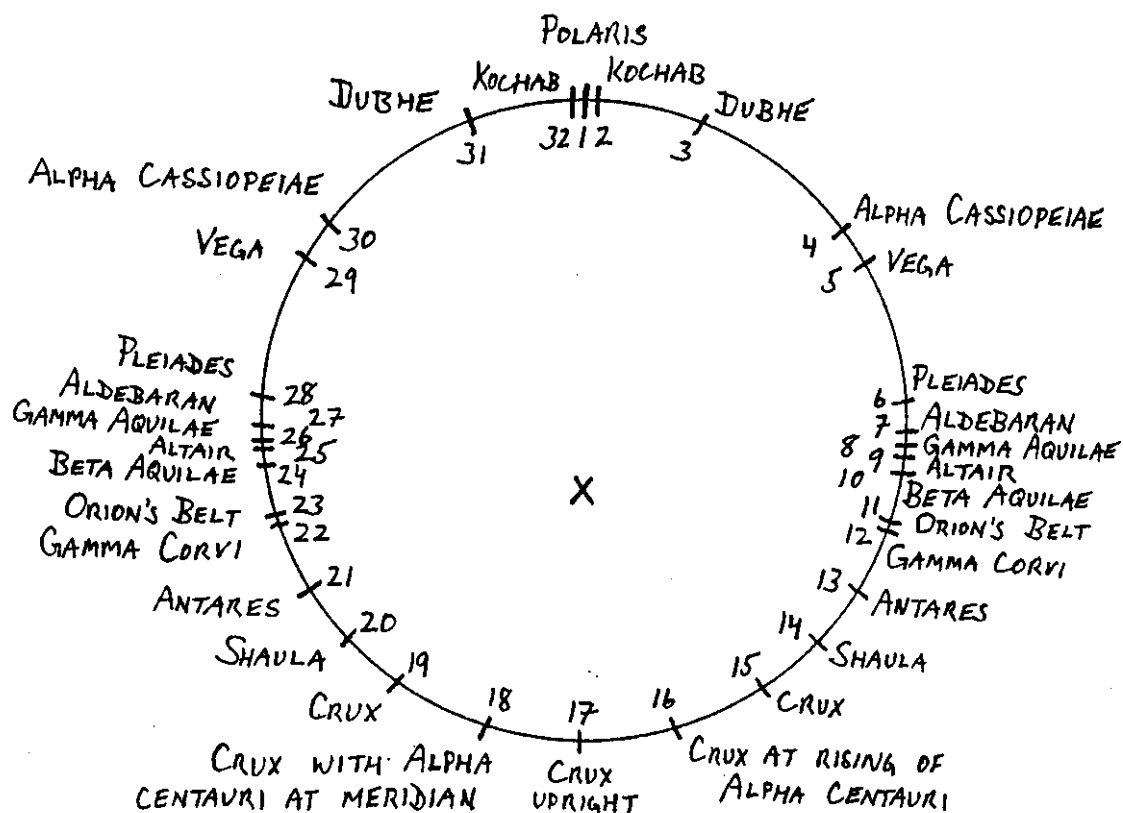 POLARIS
KOCHAB KOCHAB
DUBHE DUBHE
32 1 2
31 3
ALPHA CASSIOPEIAE ALPHA CASSIOPEIAE
30 4
VEGA VEGA
29 5
PLEIADES 28
ALDEBARAN 27
GAMMA AQUILAE 26
ALTAIR 25
BETA AQUILAE 24
ORION'S BELT 23
GAMMA CORVI 22
6 PLEIADES
7 ALDEBARAN
8 GAMMA AQUILAE
9 ALTAIR
10 BETA AQUILAE
11 ORION'S BELT
12 GAMMA CORVI
X
ANTARES 21
13 ANTARES
SHAULA 20
14 SHAULA
CRUX 19
15 CRUX
18
CRUX WITH ALPHA
CENTAURI AT MERIDIAN
17
CRUX
UPRIGHT
16
CRUX AT RISING OF
ALPHA CENTAURI